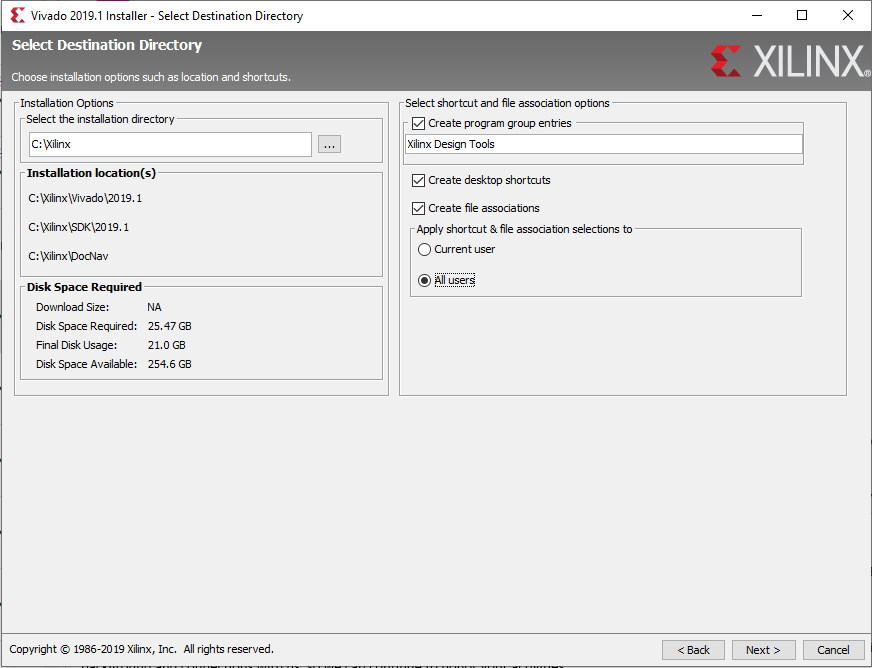 Vivado 2019.1 Installer - Select Destination Directory
Select Destination Directory
Choose installation options such as location and shortcuts.
XILINX®
Installation Options
Select the installation directory
C:\Xilinx
...
Installation location(s)
C:\Xilinx\Vivado\2019.1
C:\Xilinx\SDK\2019.1
C:\Xilinx\DocNav
Disk Space Required
Download Size: NA
Disk Space Required: 25.47 GB
Final Disk Usage: 21.0 GB
Disk Space Available: 254.6 GB
Select shortcut and file association options
Create program group entries
Xilinx Design Tools
Create desktop shortcuts
Create file associations
Apply shortcut & file association selections to
Current user
All users
Copyright © 1986-2019 Xilinx, Inc. All rights reserved.
< Back
Next >
Cancel